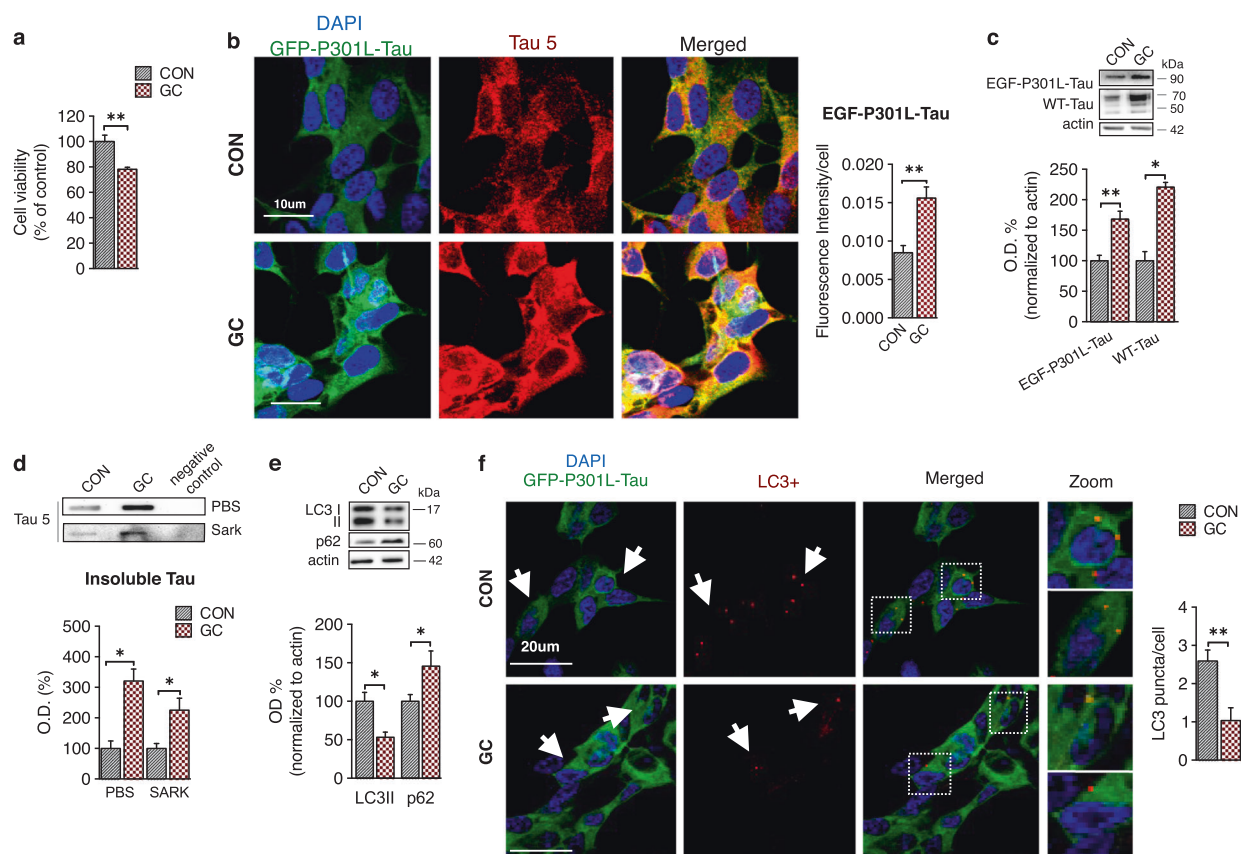 a
CON
GC
**
120
100
80
60
40
20
0
Cell viability
(% of control)
b
DAPI
GFP-P301L-Tau
Tau 5
Merged
CON
10um
GC
EGF-P301L-Tau
**
0.020
0.015
0.010
0.005
0.000
Fluorescence Intensity/cell
CON
GC
c
CON
GC
kDa
EGF-P301L-Tau
90
WT-Tau
70
50
actin
42
**
*
250
200
150
100
50
0
O.D. %
(normalized to actin)
EGF-P301L-Tau
WT-Tau
d
CON
GC
negative
control
Tau 5
PBS
Sark
Insoluble Tau
CON
GC
*
*
500
400
300
200
100
0
O.D. (%)
PBS
SARK
e
CON
GC
kDa
LC3 I
II
17
p62
60
actin
42
*
*
200
150
100
50
0
OD %
(normalized to actin)
LC3II
p62
f
DAPI
GFP-P301L-Tau
LC3+
Merged
Zoom
CON
20um
GC
CON
GC
**
4
3
2
1
0
LC3 puncta/cell